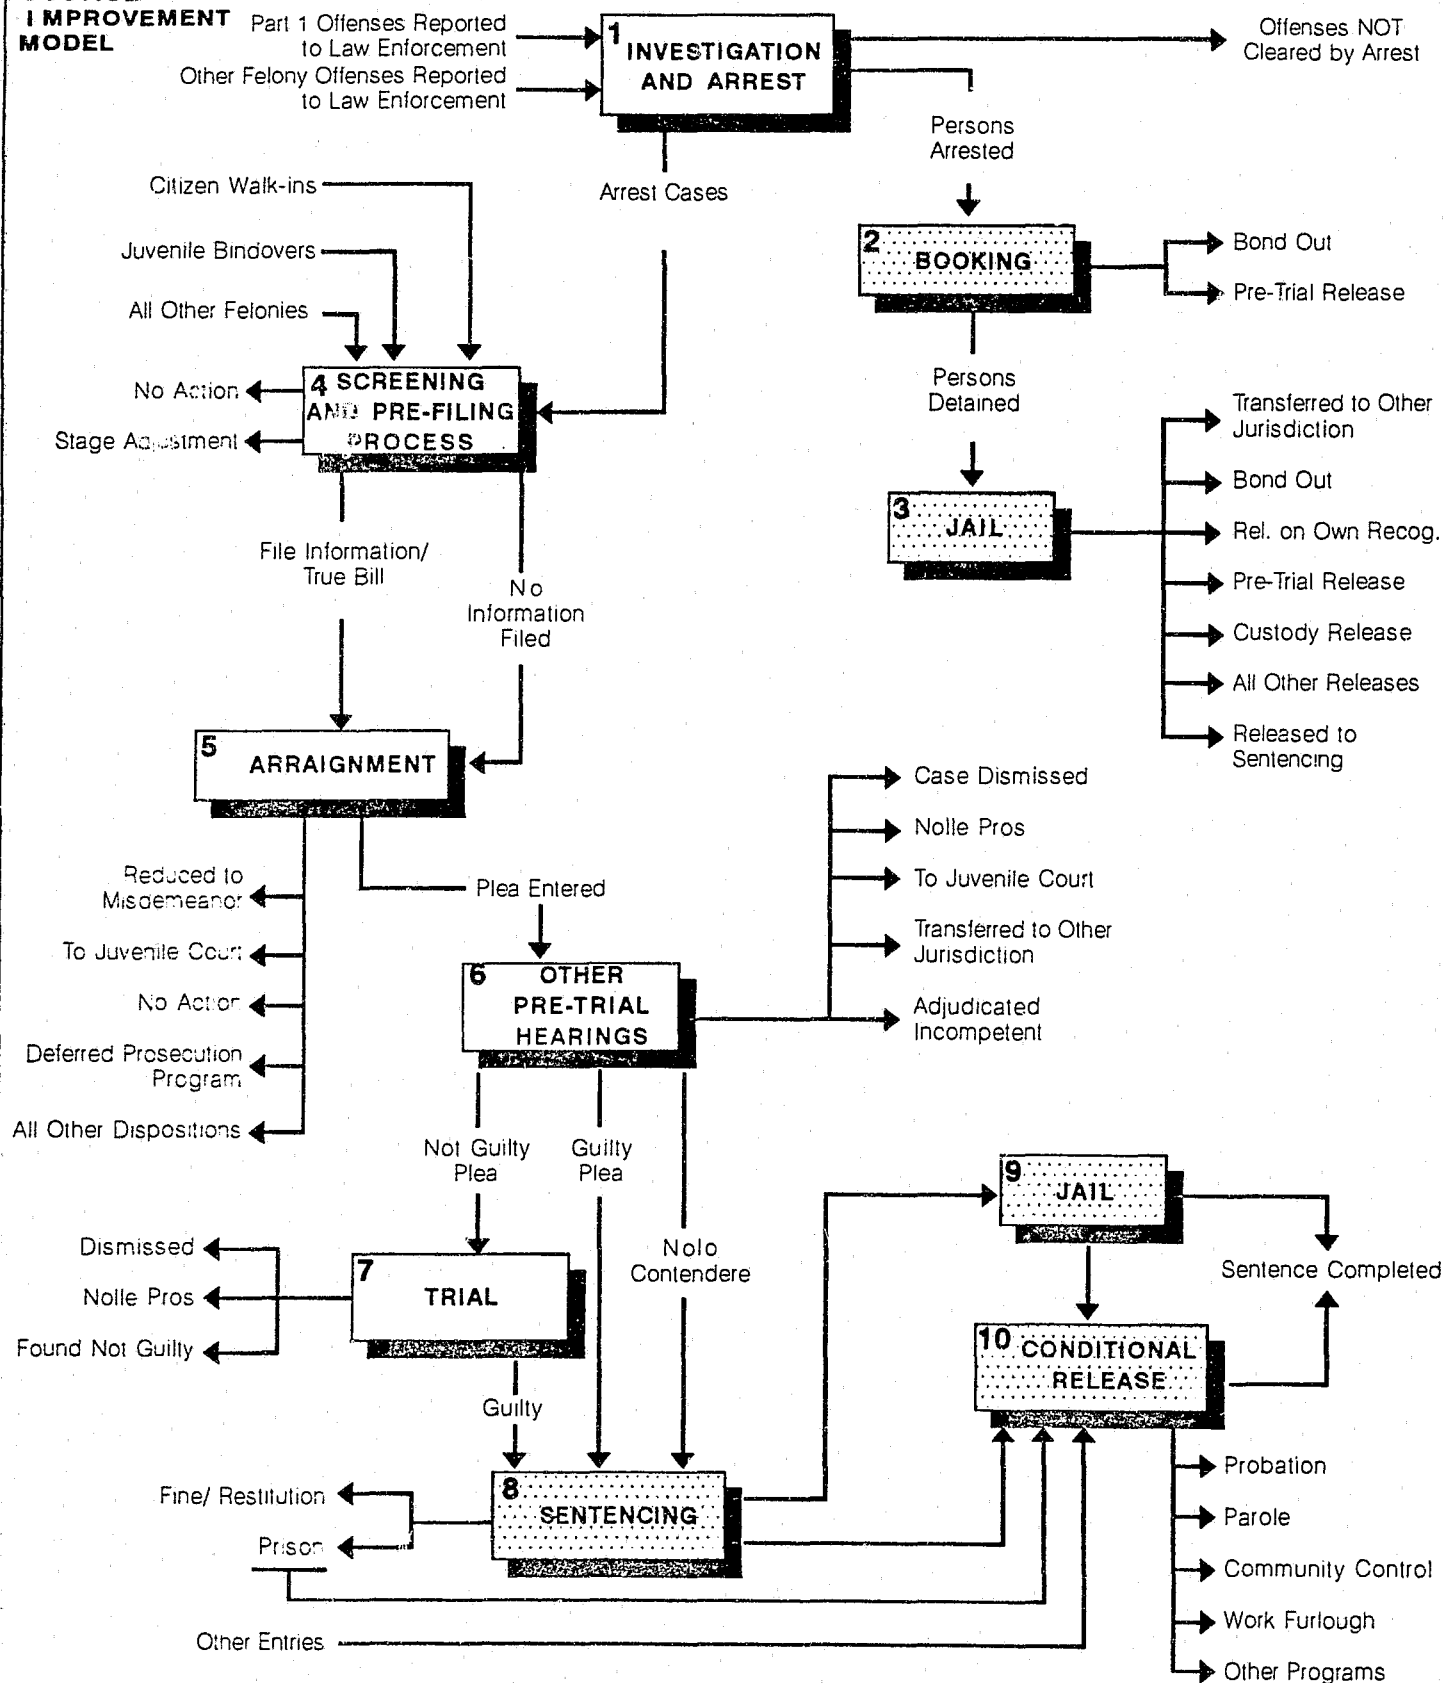 IMPROVEMENT
MODEL
Part 1 Offenses Reported
to Law Enforcement
Other Felony Offenses Reported
to Law Enforcement
1
INVESTIGATION
AND ARREST
Offenses NOT
Cleared by Arrest
Persons
Arrested
Arrest Cases
Citizen Walk-ins
Juvenile Bindovers
All Other Felonies
2
BOOKING
Bond Out
Pre-Trial Release
No Action
Stage Adjustment
4 SCREENING
AND PRE-FILING
PROCESS
Persons
Detained
3
JAIL
Transferred to Other
Jurisdiction
Bond Out
Rel. on Own Recog.
Pre-Trial Release
Custody Release
All Other Releases
Released to
Sentencing
File Information/
True Bill
No
Information
Filed
5
ARRAIGNMENT
Reduced to
Misdemeanor
To Juvenile Court
No Action
Deferred Prosecution
Program
All Other Dispositions
Plea Entered
6
OTHER
PRE-TRIAL
HEARINGS
Case Dismissed
Nolle Pros
To Juvenile Court
Transferred to Other
Jurisdiction
Adjudicated
Incompetent
Not Guilty
Plea
Guilty
Plea
Nolo
Contendere
Dismissed
Nolle Pros
Found Not Guilty
7
TRIAL
Guilty
9
JAIL
Sentence Completed
10 CONDITIONAL
RELEASE
Fine/ Restitution
Prison
8
SENTENCING
Other Entries
Probation
Parole
Community Control
Work Furlough
Other Programs